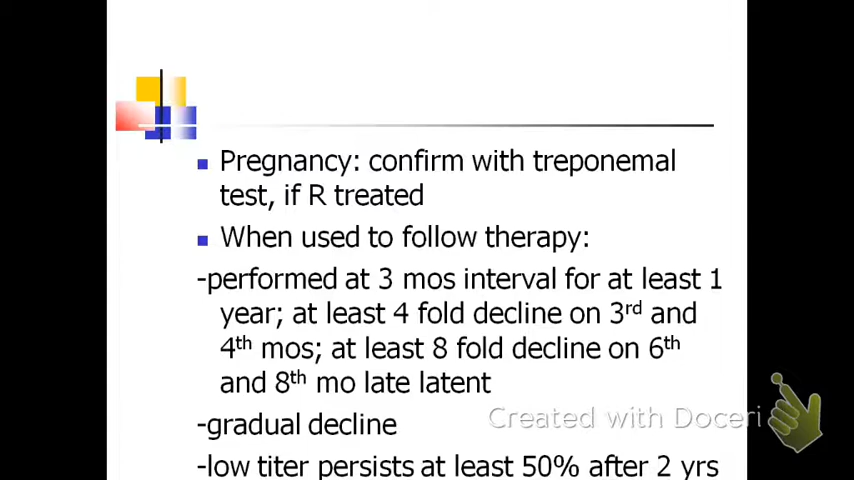 Pregnancy: confirm with treponemal
test, if R treated
When used to follow therapy:
-performed at 3 mos interval for at least 1
year; at least 4 fold decline on 3rd and
4th mos; at least 8 fold decline on 6th
and 8th mo late latent
-gradual decline
Created with Doceri
-low titer persists at least 50% after 2 yrs